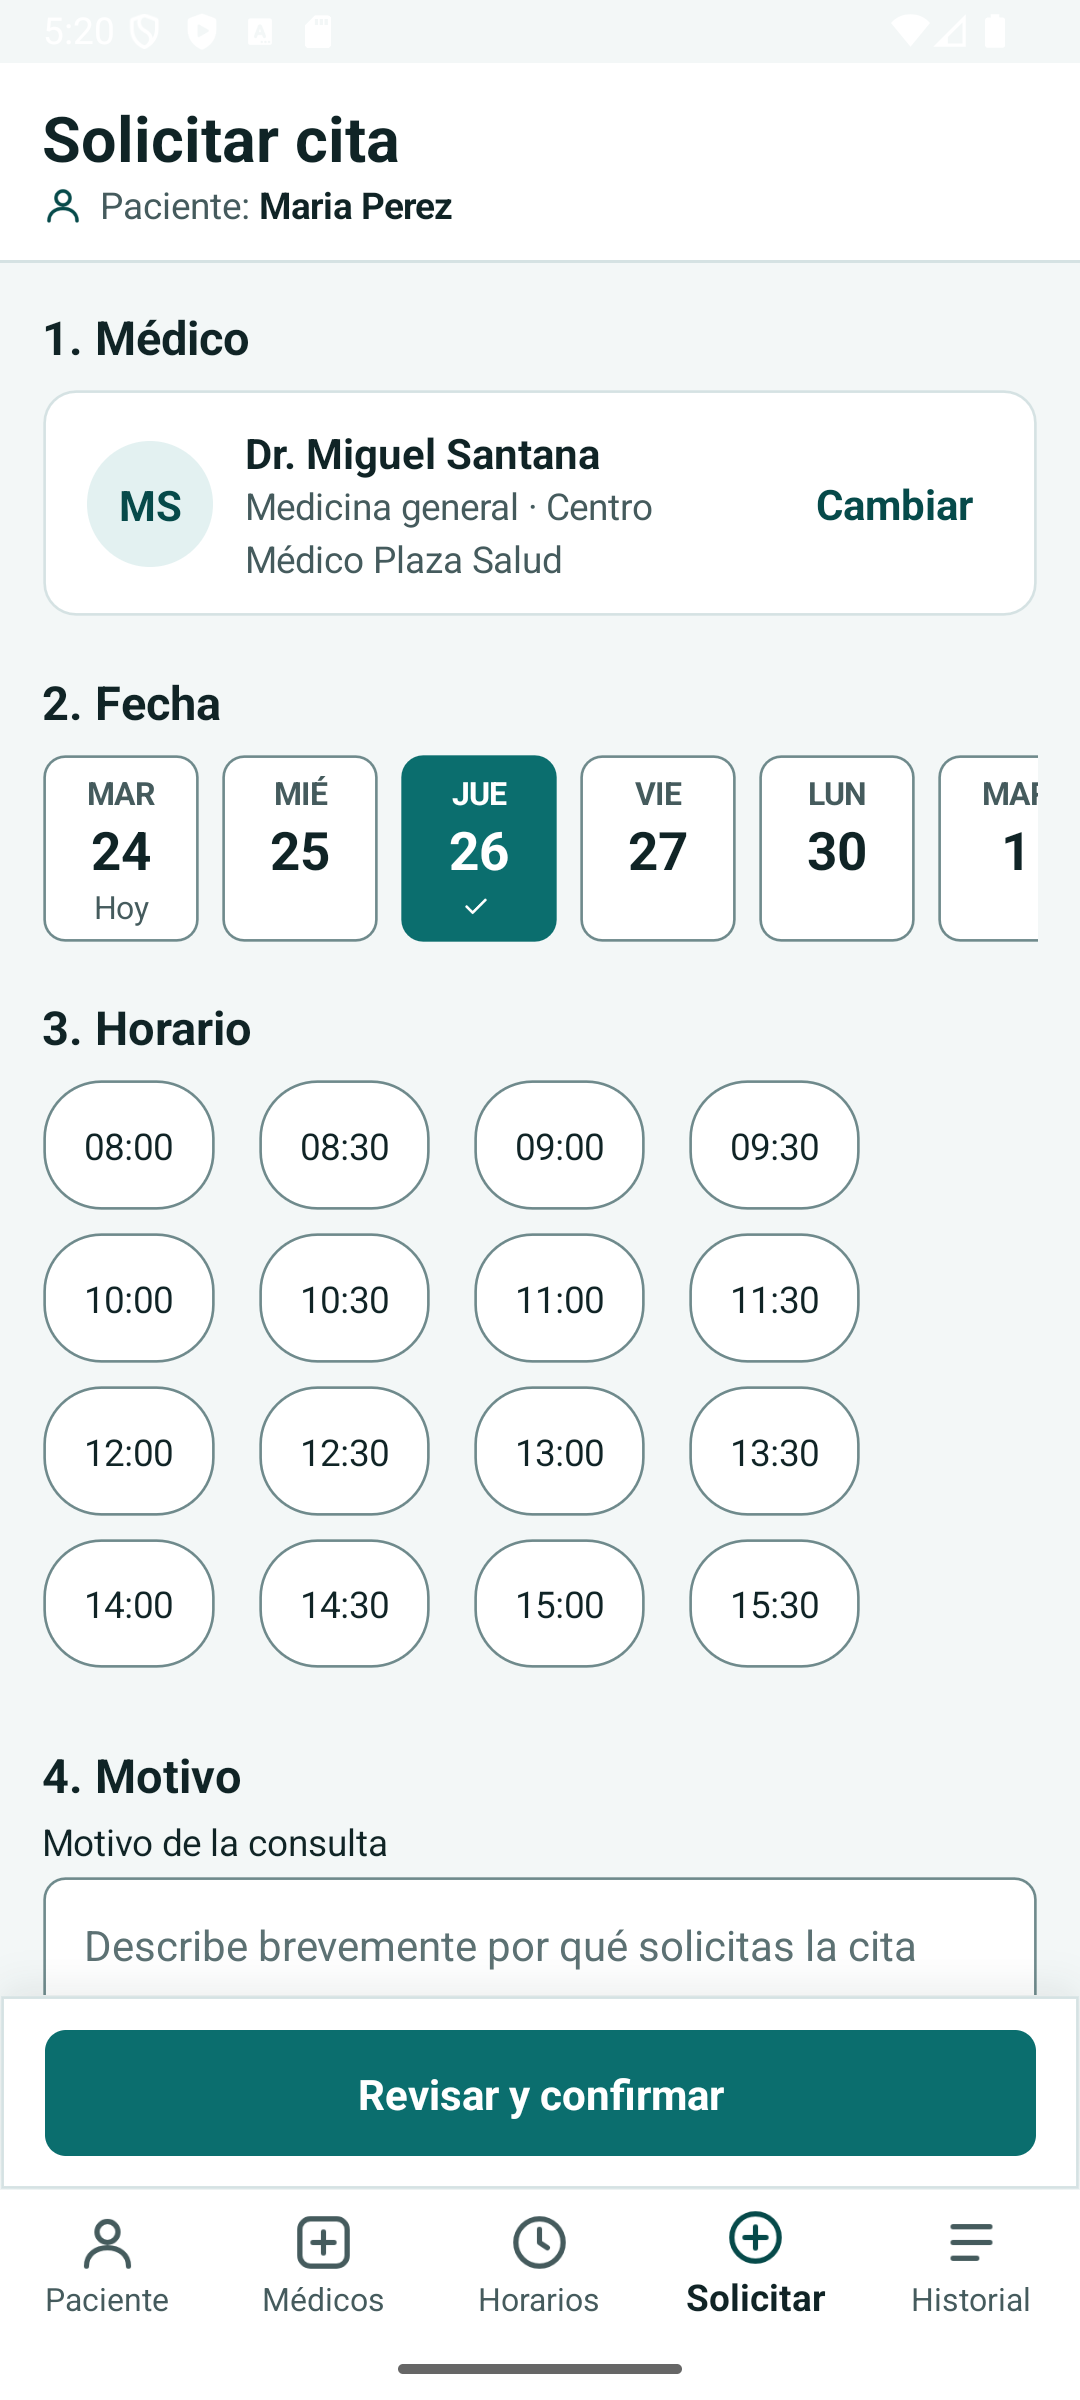 5:20
Solicitar cita
Paciente: Maria Perez
1. Médico
MS
Dr. Miguel Santana
Medicina general · Centro
Médico Plaza Salud
Cambiar
2. Fecha
MAR MIÉ JUE VIE LUN
24 25 26 27 30 1
Hoy
3. Horario
08:00 08:30 09:00 09:30
10:00 10:30 11:00 11:30
12:00 12:30 13:00 13:30
14:00 14:30 15:00 15:30
4. Motivo
Motivo de la consulta
Describe brevemente por qué solicitas la cita
Revisar y confirmar
Paciente Médicos Horarios Solicitar Historial